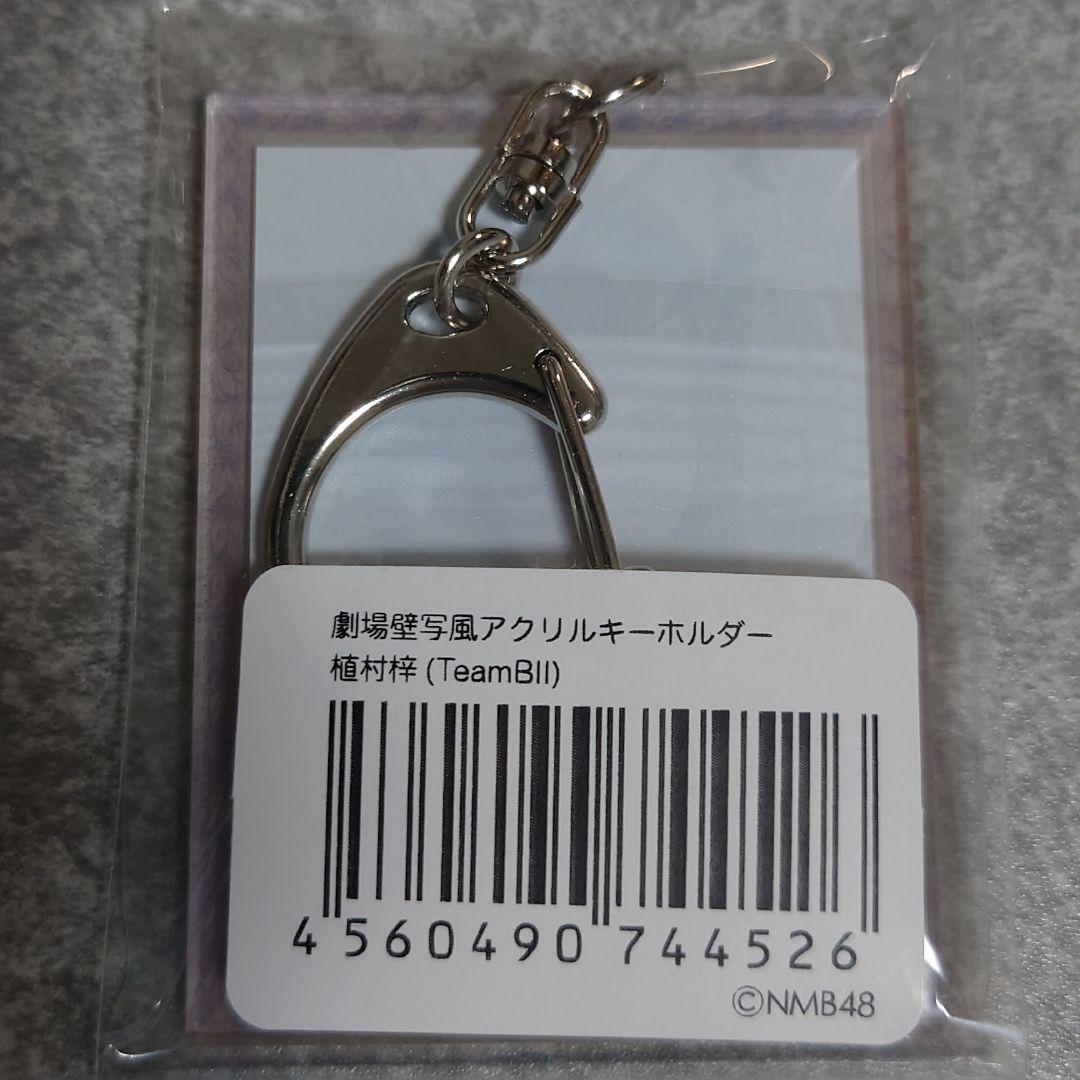 劇場壁写風アクリルキーホルダー
植村梓 (TeamBII)
4 560490 744526
©NMB48